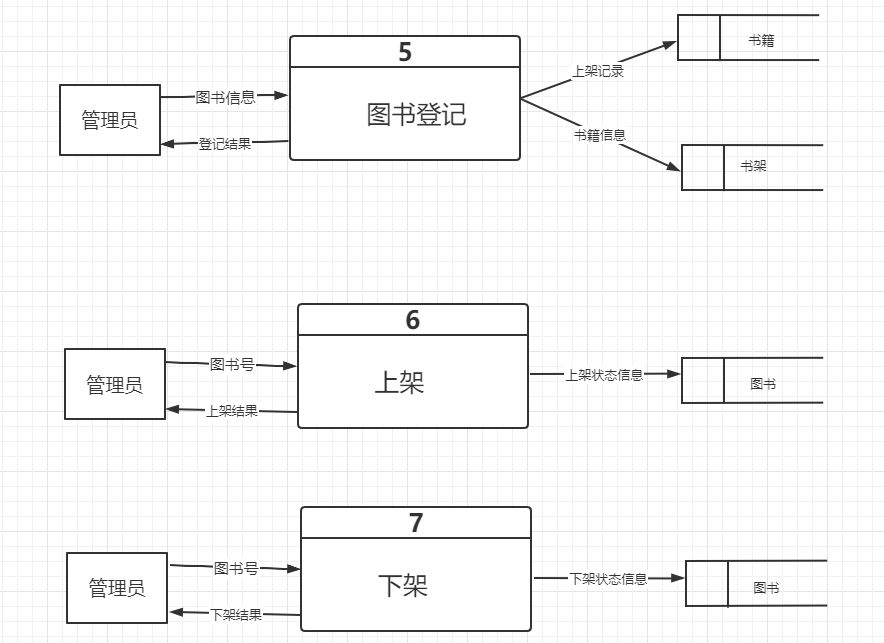 5
图书登记
管理员
图书信息
登记结果
上架记录
书籍
书籍信息
书架
6
上架
管理员
图书号
上架结果
上架状态信息
图书
7
下架
管理员
图书号
下架结果
下架状态信息
图书